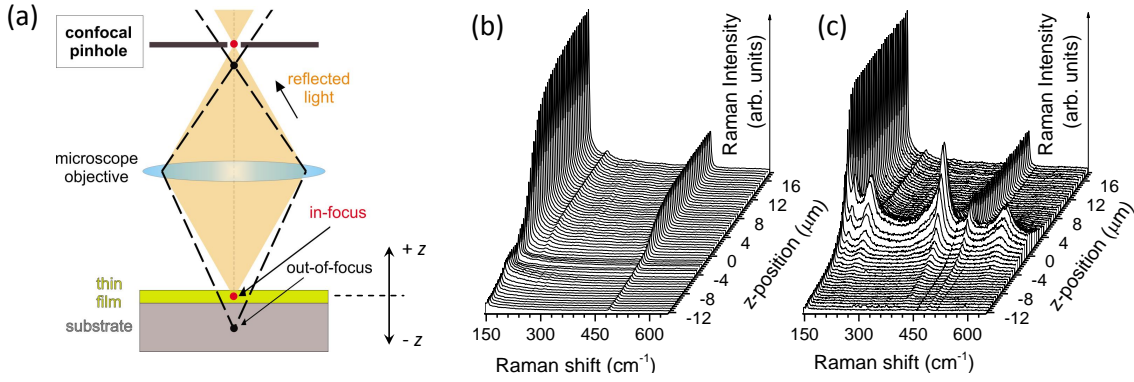 (a)
confocal
pinhole
reflected
light
microscope
objective
in-focus
out-of-focus
+ z
thin
film
substrate
- z
(b)
Raman Intensity
(arb. units)
16
12
8
4
0
-4
-8
-12
z-position (μm)
150
300
450
600
Raman shift (cm⁻¹)
(c)
Raman Intensity
(arb. units)
16
12
8
4
0
-4
-8
-12
z-position (μm)
150
300
450
600
Raman shift (cm⁻¹)